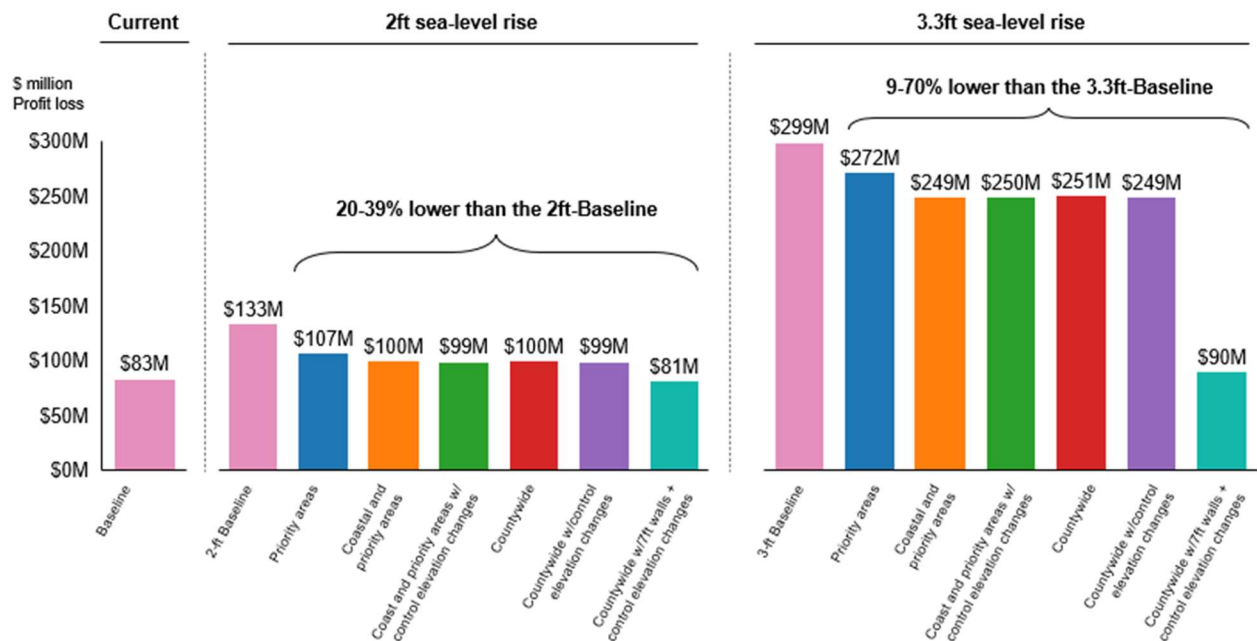 Current
2ft sea-level rise
3.3ft sea-level rise
$ million
Profit loss
9-70% lower than the 3.3ft-Baseline
20-39% lower than the 2ft-Baseline
$300M
$250M
$200M
$150M
$100M
$50M
$0M
$83M
$133M
$107M
$100M
$99M
$100M
$99M
$81M
$299M
$272M
$249M
$250M
$251M
$249M
$90M
Baseline
2-ft Baseline
Priority areas
Coastal and
priority areas
Coast and priority areas w/
control elevation changes
Countywide
Countywide w/control
elevation changes
Countywide w/7ft walls +
control elevation changes
3-ft Baseline
Priority areas
Coastal and
priority areas
Coast and priority areas w/
control elevation changes
Countywide
Countywide w/control
elevation changes
Countywide w/7ft walls +
control elevation changes